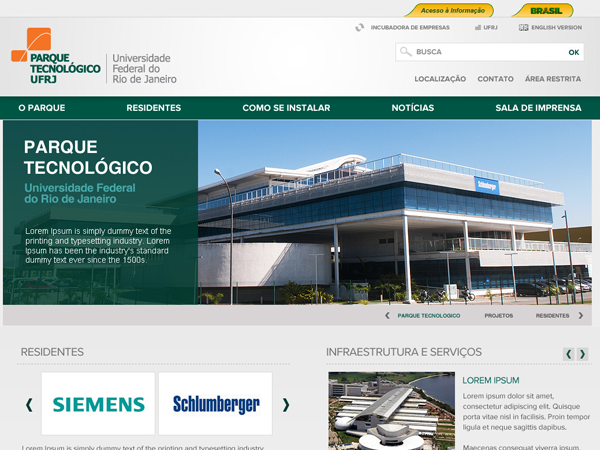 Acesso à Informação
BRASIL
INCUBADORA DE EMPRESAS
UFRJ
ENGLISH VERSION
PARQUE
TECNOLÓGICO
UFRJ
Universidade
Federal do
Rio de Janeiro
BUSCA
OK
LOCALIZAÇÃO
CONTATO
ÁREA RESTRITA
O PARQUE
RESIDENTES
COMO SE INSTALAR
NOTÍCIAS
SALA DE IMPRENSA
PARQUE
TECNOLÓGICO
Universidade Federal
do Rio de Janeiro
Lorem Ipsum is simply dummy text of the
printing and typesetting industry. Lorem
Ipsum has been the industry's standard
dummy text ever since the 1500s.
Schlumberger
PARQUE TECNOLOGICO
PROJETOS
RESIDENTES
RESIDENTES
SIEMENS
Schlumberger
Lorem Ipsum is simply dummy text of the printing and typesetting industry.
INFRAESTRUTURA E SERVIÇOS
LOREM IPSUM
Lorem ipsum dolor sit amet,
consectetur adipiscing elit. Quisque
porta vitae nisl in facilisis. Proin tempor
ligula et neque sagittis dapibus.
Maecenas consequat viverra ipsum,